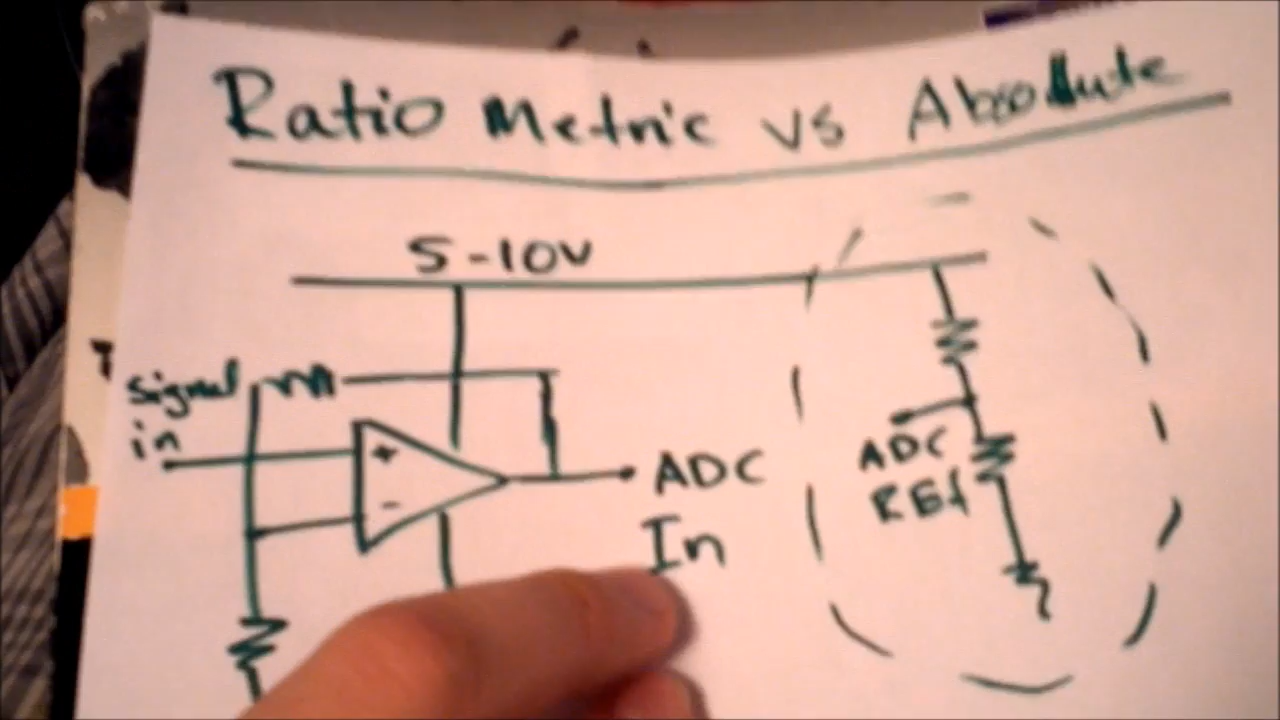 Ratio Metric vs Absolute
5-10V
Signal
in
+
-
ADC
In
ADC
REf